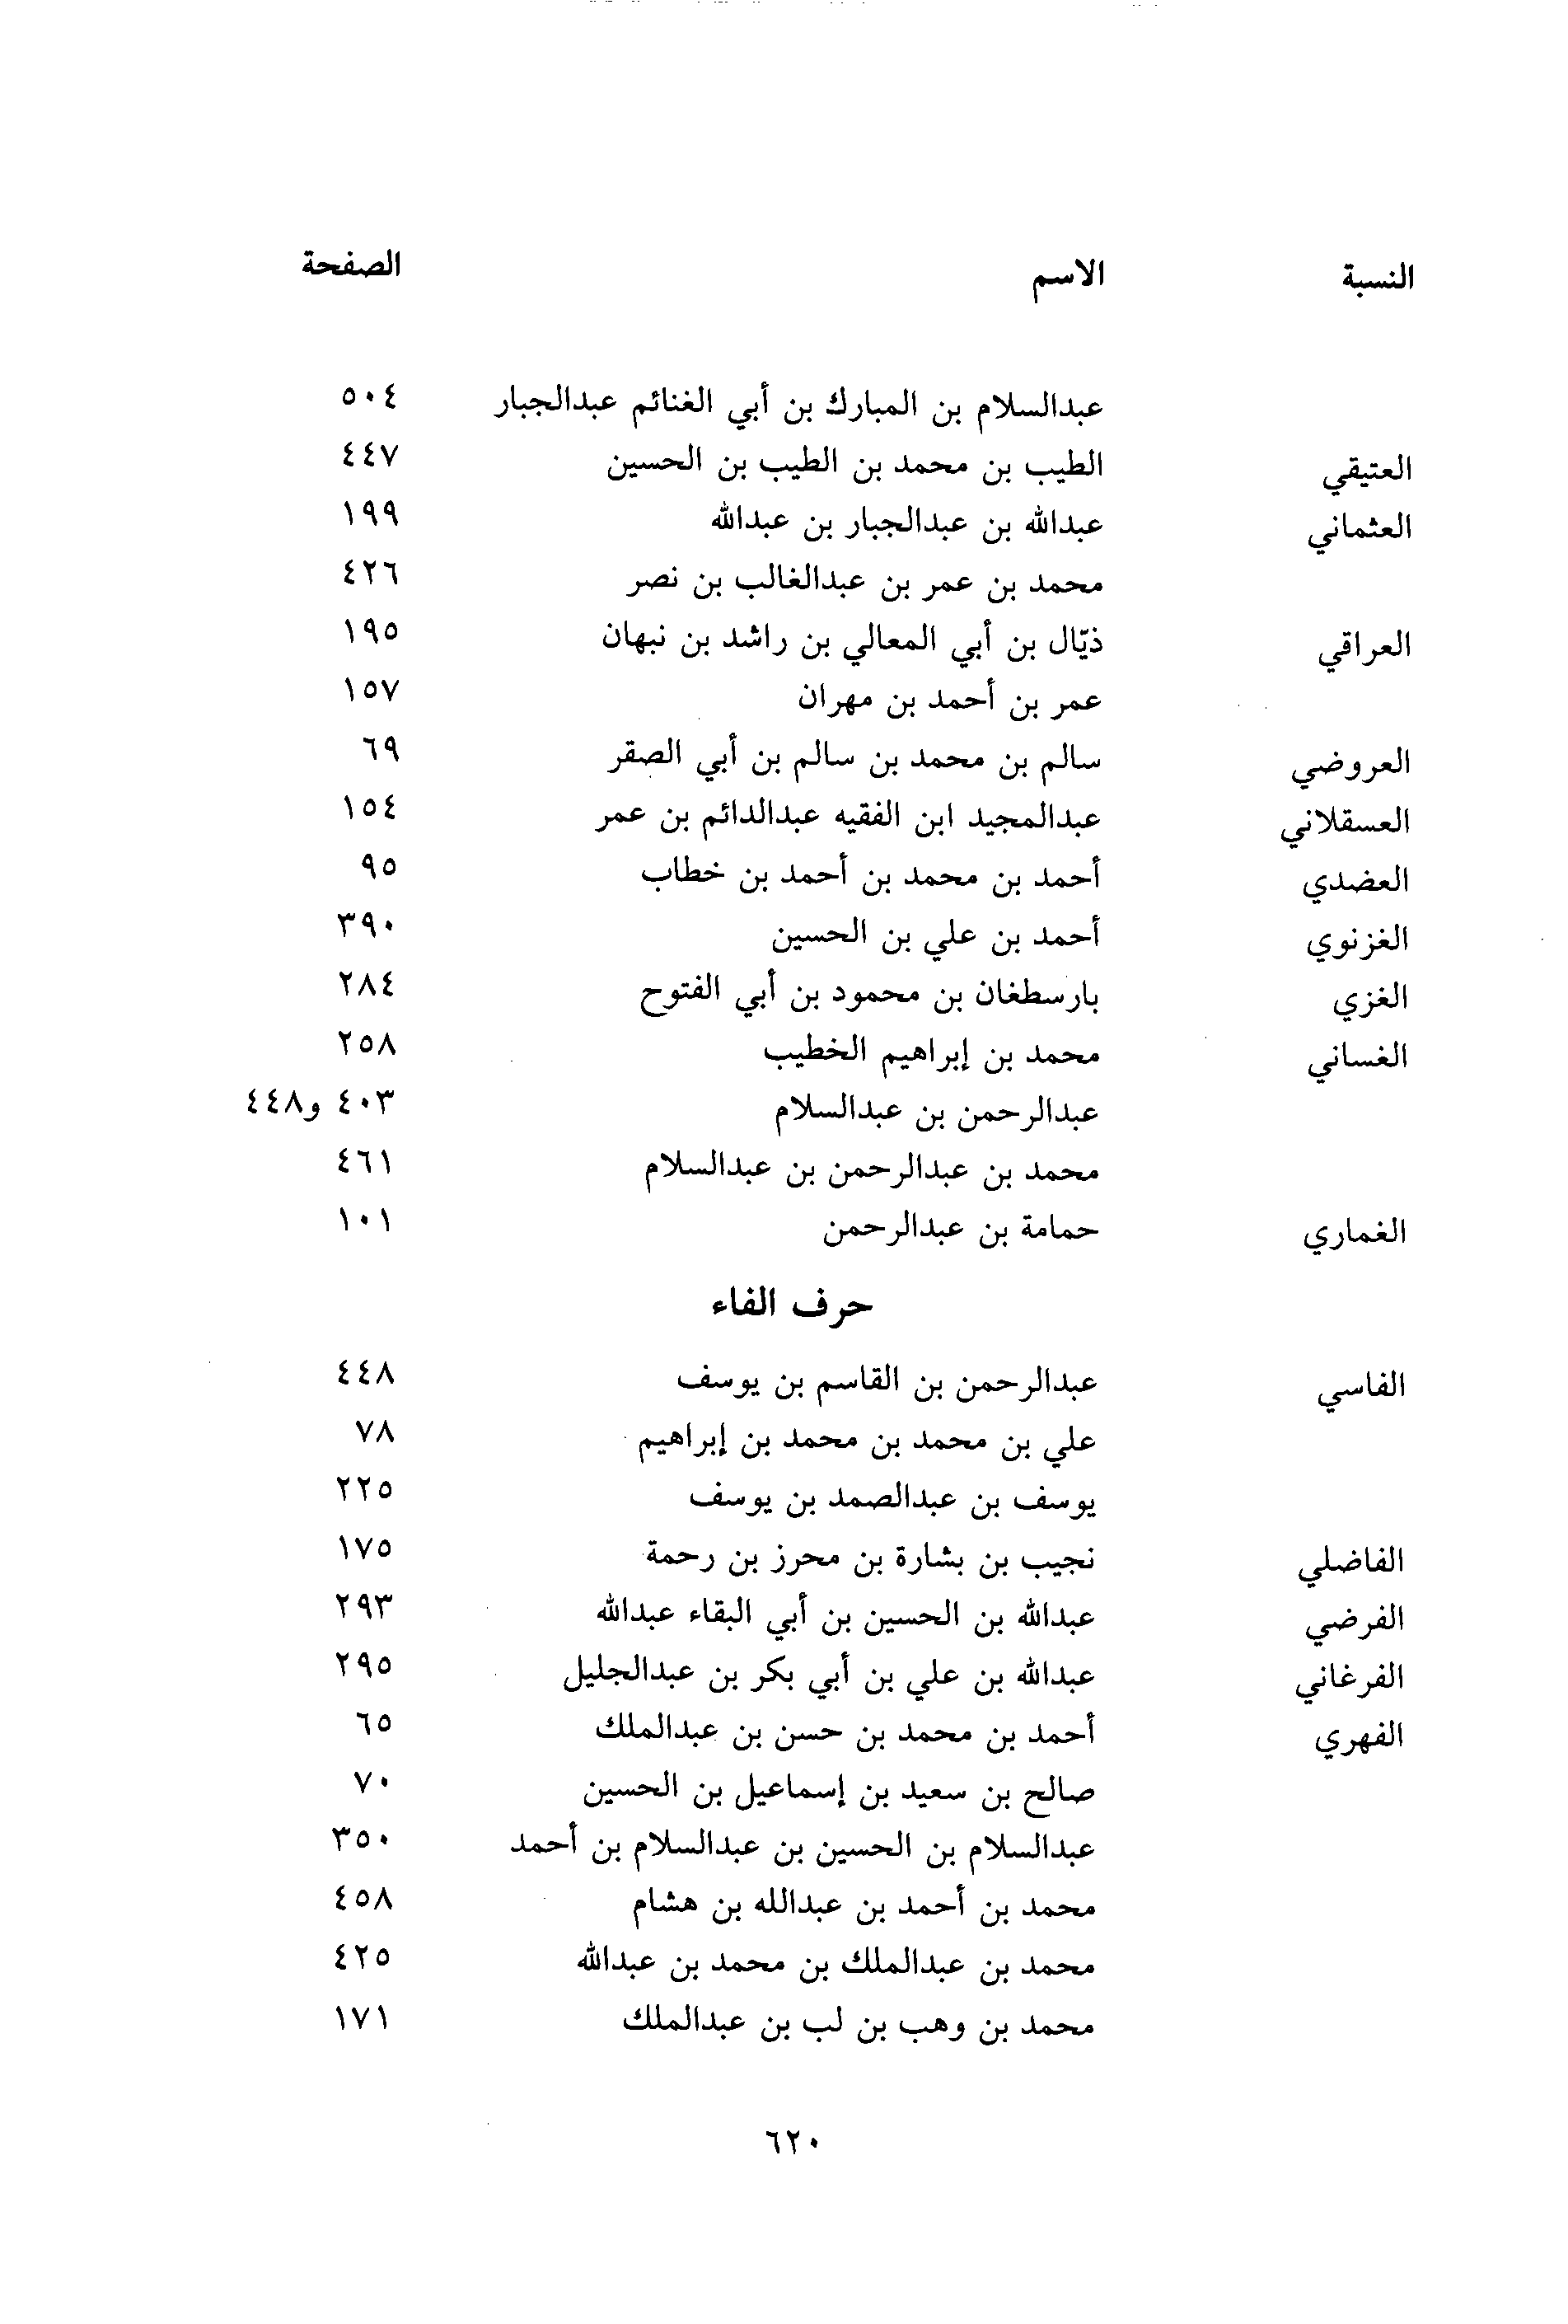 النسبة الاسم الصفحة
عبدالسلام بن المبارك بن أبي الغنائم عبدالجبار ٥٠٤
العتيقي الطيب بن محمد بن الطيب بن الحسين ٤٤٧
العثماني عبدالله بن عبدالجبار بن عبدالله ١٩٩
محمد بن عمر بن عبدالغالب بن نصر ٤٢٦
العراقي ذيّال بن أبي المعالي بن راشد بن نبهان ١٩٥
عمر بن أحمد بن مهران ١٥٧
العروضي سالم بن محمد بن سالم بن أبي الصقر ٦٩
العسقلاني عبدالمجيد ابن الفقيه عبدالدائم بن عمر ١٥٤
العضدي أحمد بن محمد بن أحمد بن خطاب ٩٥
الغزنوي أحمد بن علي بن الحسين ٣٩٠
الغزي بارسطغان بن محمود بن أبي الفتوح ٢٨٤
الغساني محمد بن إبراهيم الخطيب ٢٥٨
عبدالرحمن بن عبدالسلام ٤٠٣ و٤٤٨
محمد بن عبدالرحمن بن عبدالسلام ٤٦١
الغماري حمامة بن عبدالرحمن ١٠١
حرف الفاء
الفاسي عبدالرحمن بن القاسم بن يوسف ٤٤٨
علي بن محمد بن محمد بن إبراهيم ٧٨
يوسف بن عبدالصمد بن يوسف ٢٢٥
الفاضلي نجيب بن بشارة بن محرز بن رحمة ١٧٥
الفرضي عبدالله بن الحسين بن أبي البقاء عبدالله ٢٩٣
الفرغاني عبدالله بن علي بن أبي بكر بن عبدالجليل ٢٩٥
الفهري أحمد بن محمد بن حسن بن عبدالملك ٦٥
صالح بن سعيد بن إسماعيل بن الحسين ٧٠
عبدالسلام بن الحسين بن عبدالسلام بن أحمد ٣٥٠
محمد بن أحمد بن عبدالله بن هشام ٤٥٨
محمد بن عبدالملك بن محمد بن عبدالله ٤٢٥
محمد بن وهب بن لب بن عبدالملك ١٧١
٦٢٠